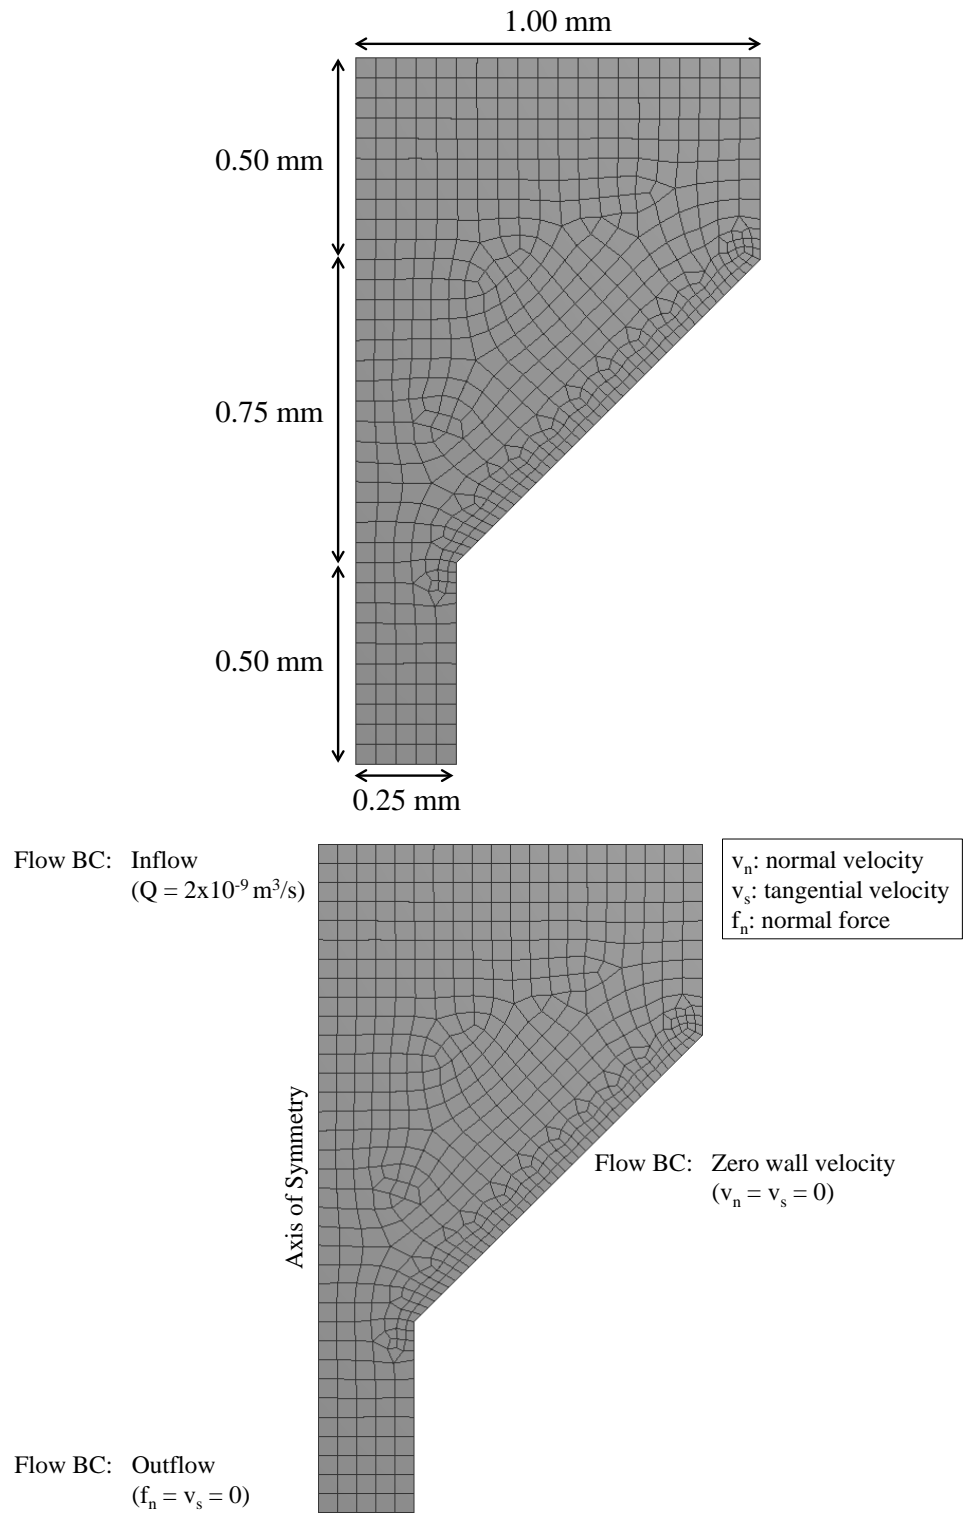 1.00 mm
0.50 mm
0.75 mm
0.50 mm
0.25 mm
Flow BC: Inflow
(Q = 2x10⁻⁹ m³/s)
vₙ: normal velocity
vₛ: tangential velocity
fₙ: normal force
Axis of Symmetry
Flow BC: Zero wall velocity
(vₙ = vₛ = 0)
Flow BC: Outflow
(fₙ = vₛ = 0)